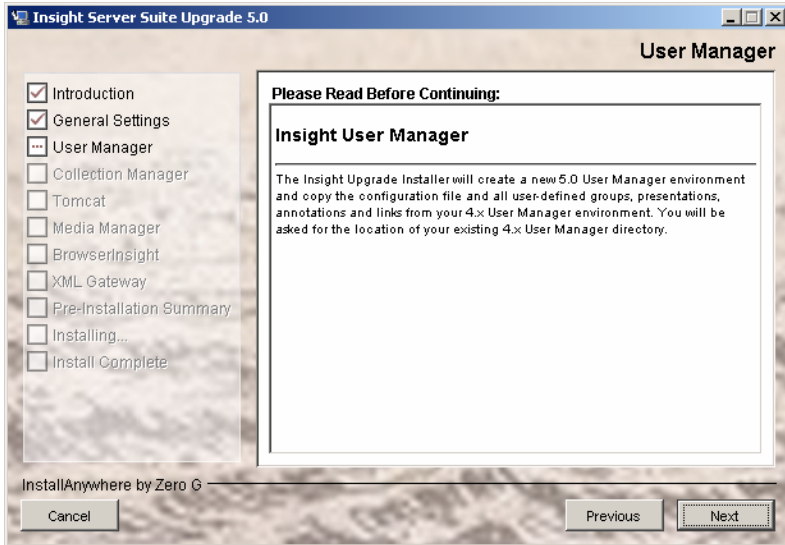 Insight Server Suite Upgrade 5.0
User Manager
Introduction
General Settings
User Manager
Collection Manager
Tomcat
Media Manager
BrowserInsight
XML Gateway
Pre-Installation Summary
Installing...
Install Complete
Please Read Before Continuing:
Insight User Manager
The Insight Upgrade Installer will create a new 5.0 User Manager environment
and copy the configuration file and all user-defined groups, presentations,
annotations and links from your 4.x User Manager environment. You will be
asked for the location of your existing 4.x User Manager directory.
InstallAnywhere by Zero G
Cancel
Previous
Next